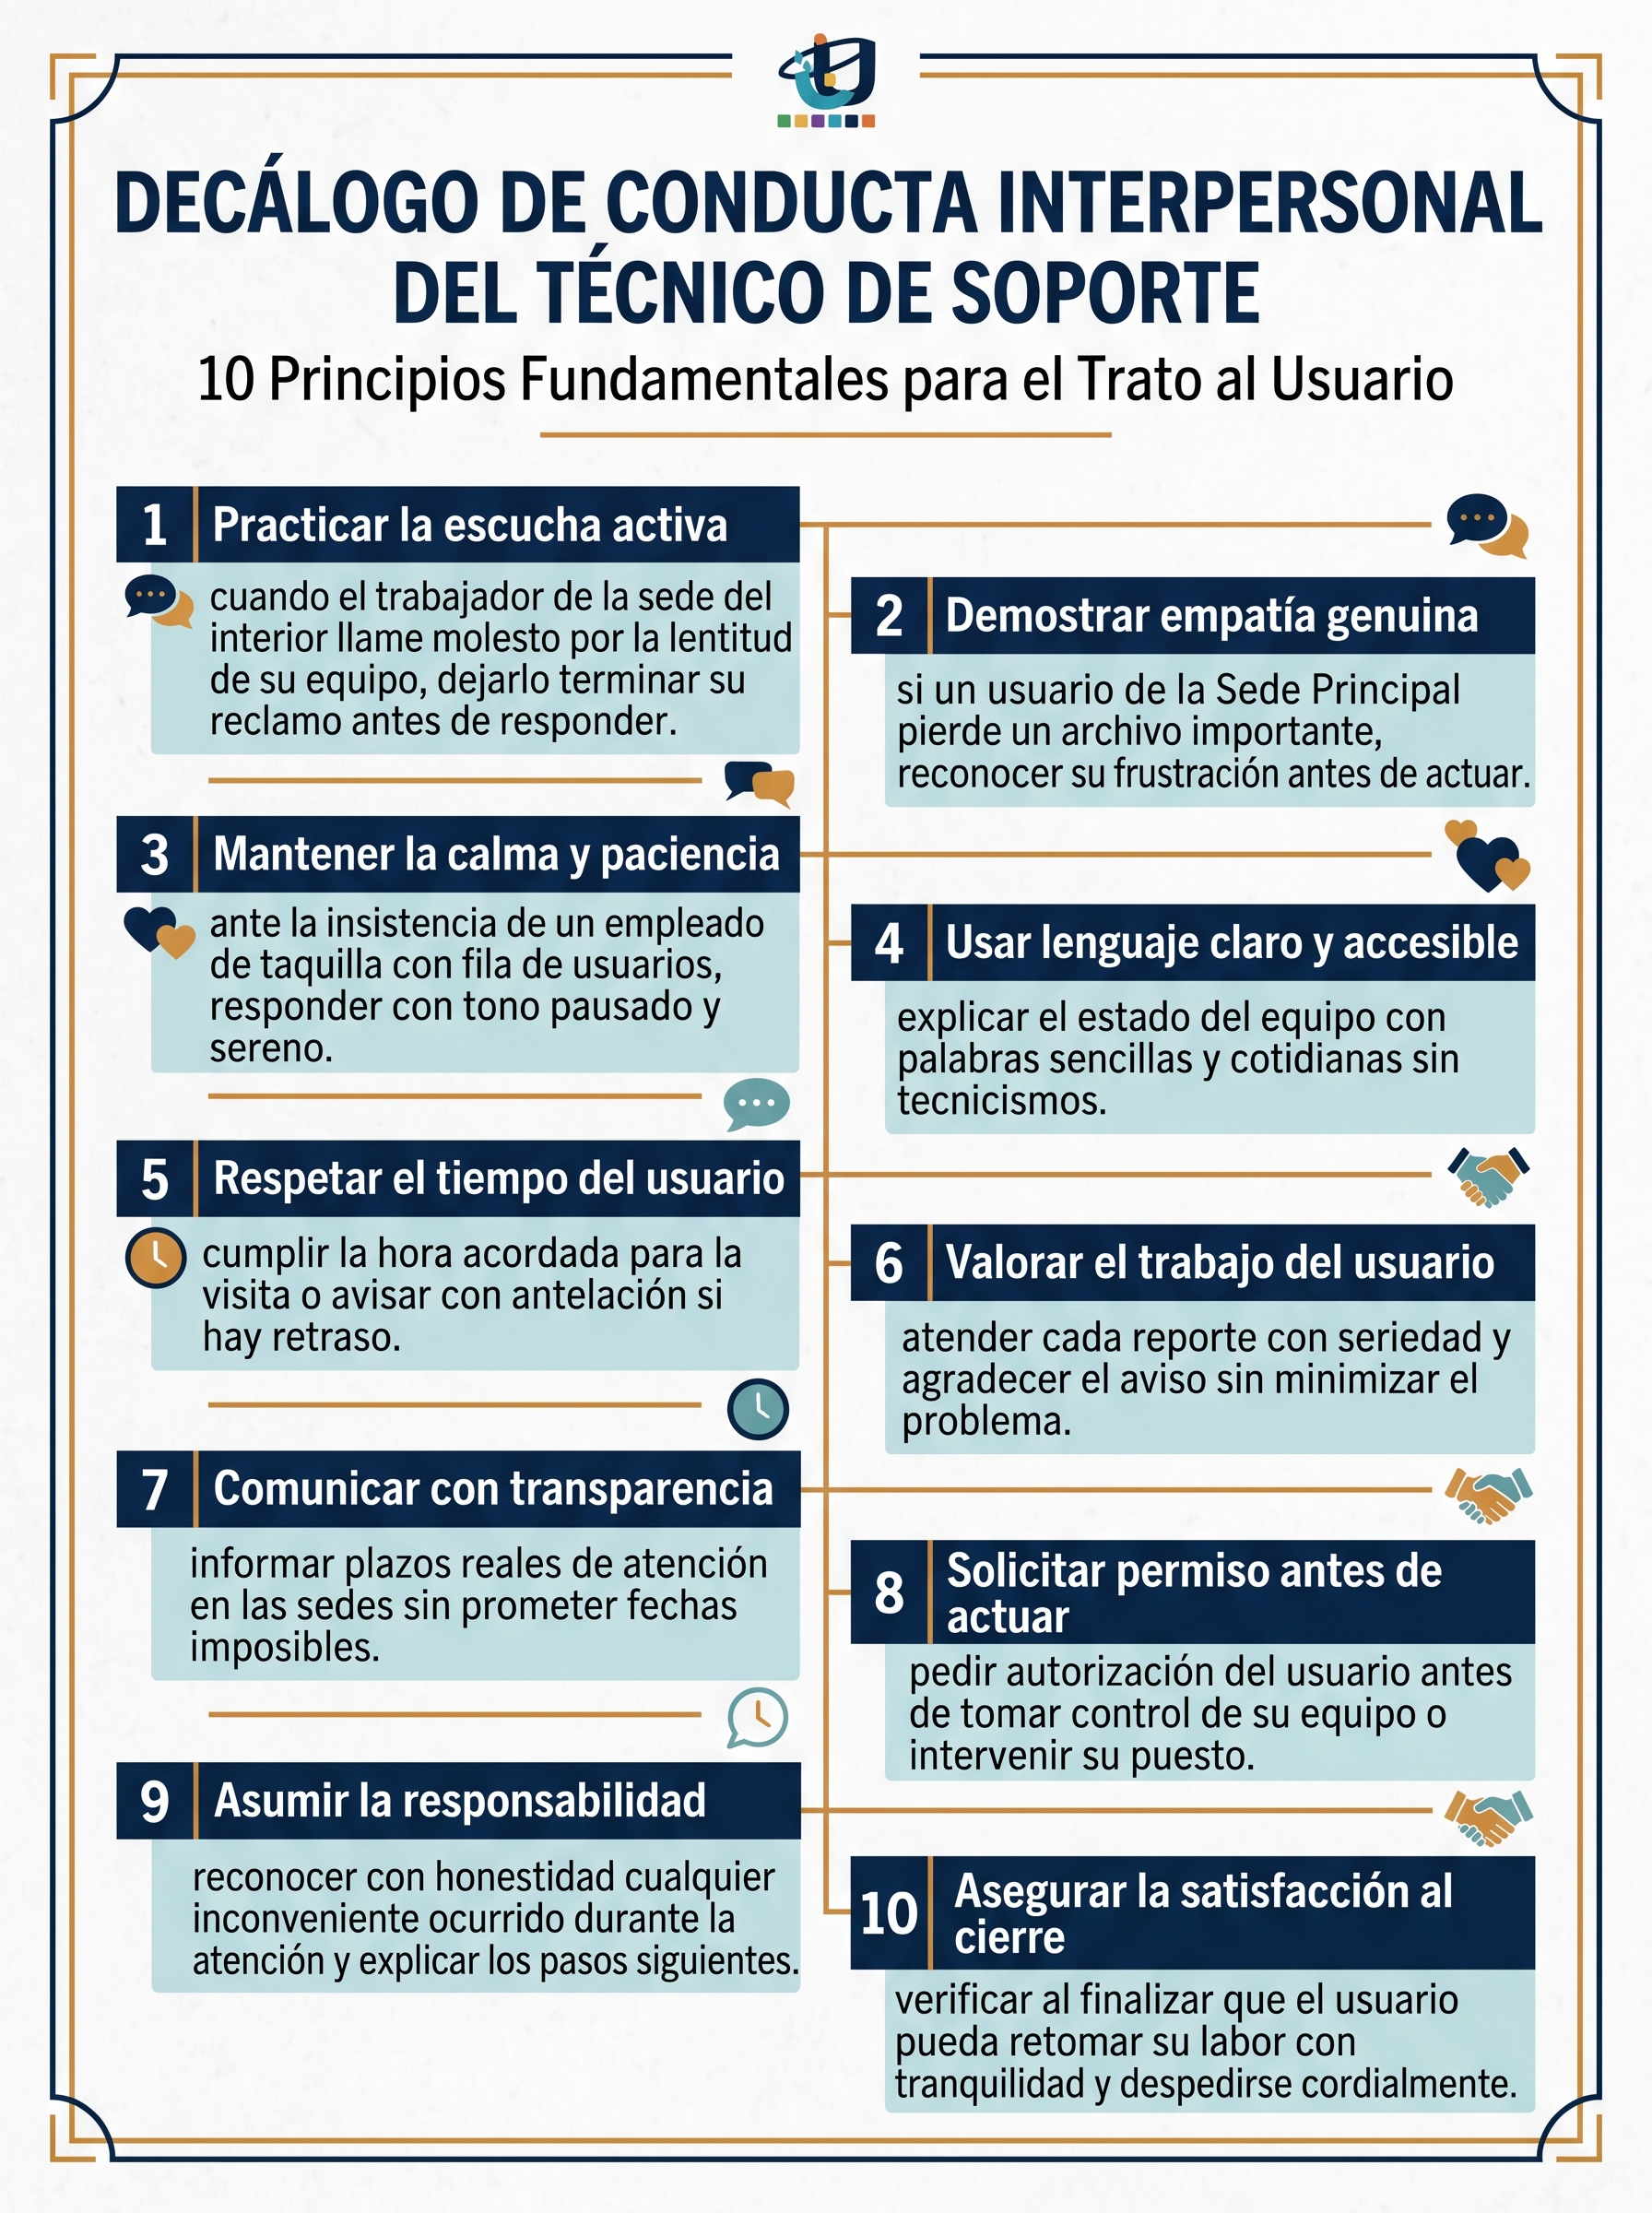 DECÁLOGO DE CONDUCTA INTERPERSONAL
DEL TÉCNICO DE SOPORTE
10 Principios Fundamentales para el Trato al Usuario
1 Practicar la escucha activa
cuando el trabajador de la sede del
interior llame molesto por la lentitud
de su equipo, dejarlo terminar su
reclamo antes de responder.
2 Demostrar empatía genuina
si un usuario de la Sede Principal
pierde un archivo importante,
reconocer su frustración antes de actuar.
3 Mantener la calma y paciencia
ante la insistencia de un empleado
de taquilla con fila de usuarios,
responder con tono pausado y
sereno.
4 Usar lenguaje claro y accesible
explicar el estado del equipo con
palabras sencillas y cotidianas sin
tecnicismos.
5 Respetar el tiempo del usuario
cumplir la hora acordada para la
visita o avisar con antelación si
hay retraso.
6 Valorar el trabajo del usuario
atender cada reporte con seriedad y
agradecer el aviso sin minimizar el
problema.
7 Comunicar con transparencia
informar plazos reales de atención
en las sedes sin prometer fechas
imposibles.
8 Solicitar permiso antes de
actuar
pedir autorización del usuario antes
de tomar control de su equipo o
intervenir su puesto.
9 Asumir la responsabilidad
reconocer con honestidad cualquier
inconveniente ocurrido durante la
atención y explicar los pasos siguientes.
10 Asegurar la satisfacción al
cierre
verificar al finalizar que el usuario
pueda retomar su labor con
tranquilidad y despedirse cordialmente.